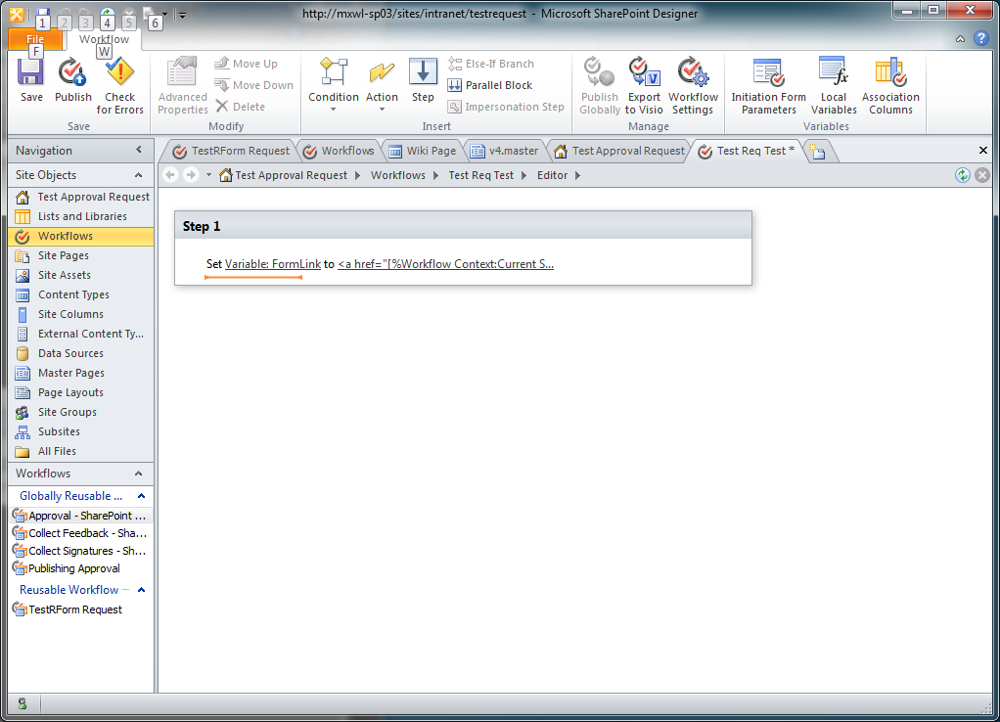 http://mxwl-sp03/sites/intranet/testrequest - Microsoft SharePoint Designer
1 2 3 4 5 6
File Workflow
F W
Save Publish Check for Errors
Advanced Properties
Move Up
Move Down
Delete
Condition Action Step
Else-If Branch
Parallel Block
Impersonation Step
Publish Globally
Export to Visio
Workflow Settings
Initiation Form Parameters
Local Variables
Association Columns
Save Modify Insert Manage Variables
Navigation
TestRForm Request Workflows Wiki Page v4.master Test Approval Request Test Req Test *
Site Objects
Test Approval Request Workflows Test Req Test Editor
Test Approval Request
Lists and Libraries
Workflows
Site Pages
Site Assets
Content Types
Site Columns
External Content Ty...
Data Sources
Master Pages
Page Layouts
Site Groups
Subsites
All Files
Step 1
Set Variable: FormLink to <a href="[%Workflow Context:Current S...
Workflows
Globally Reusable ...
Approval - SharePoint ...
Collect Feedback - Sha...
Collect Signatures - Sh...
Publishing Approval
Reusable Workflow
TestRForm Request